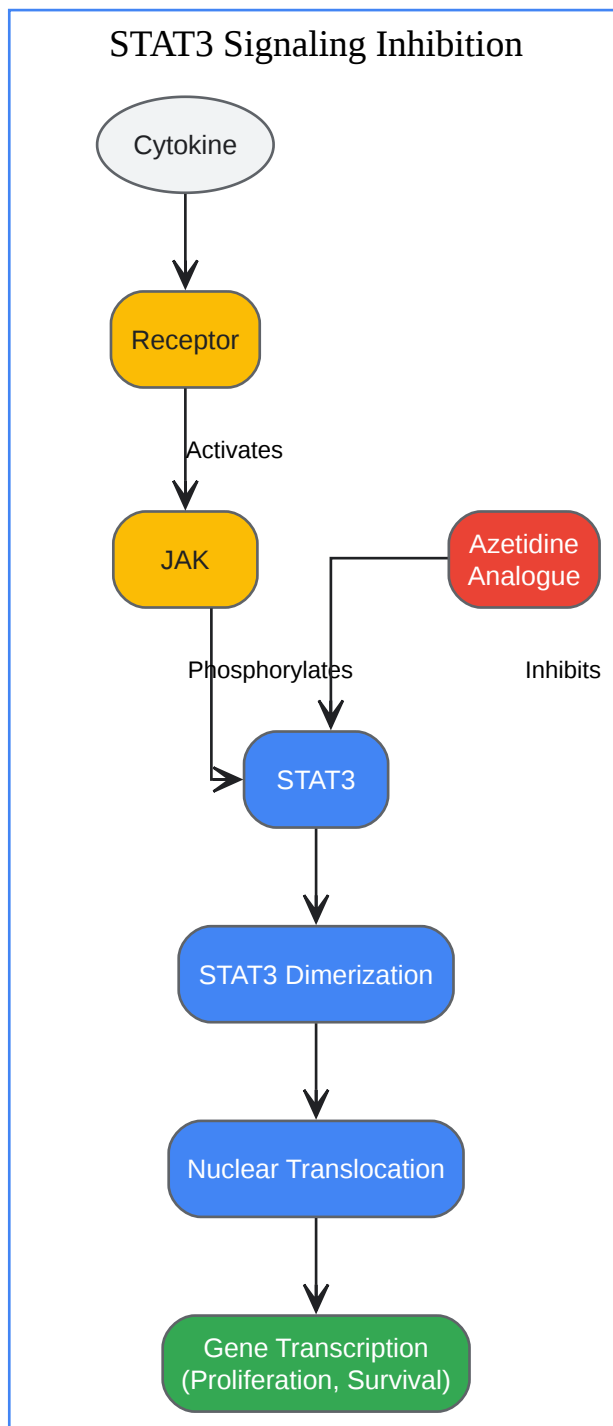 STAT3 Signaling Inhibition
Cytokine
Receptor
Activates
JAK
Azetidine
Analogue
Phosphorylates
Inhibits
STAT3
STAT3 Dimerization
Nuclear Translocation
Gene Transcription
(Proliferation, Survival)